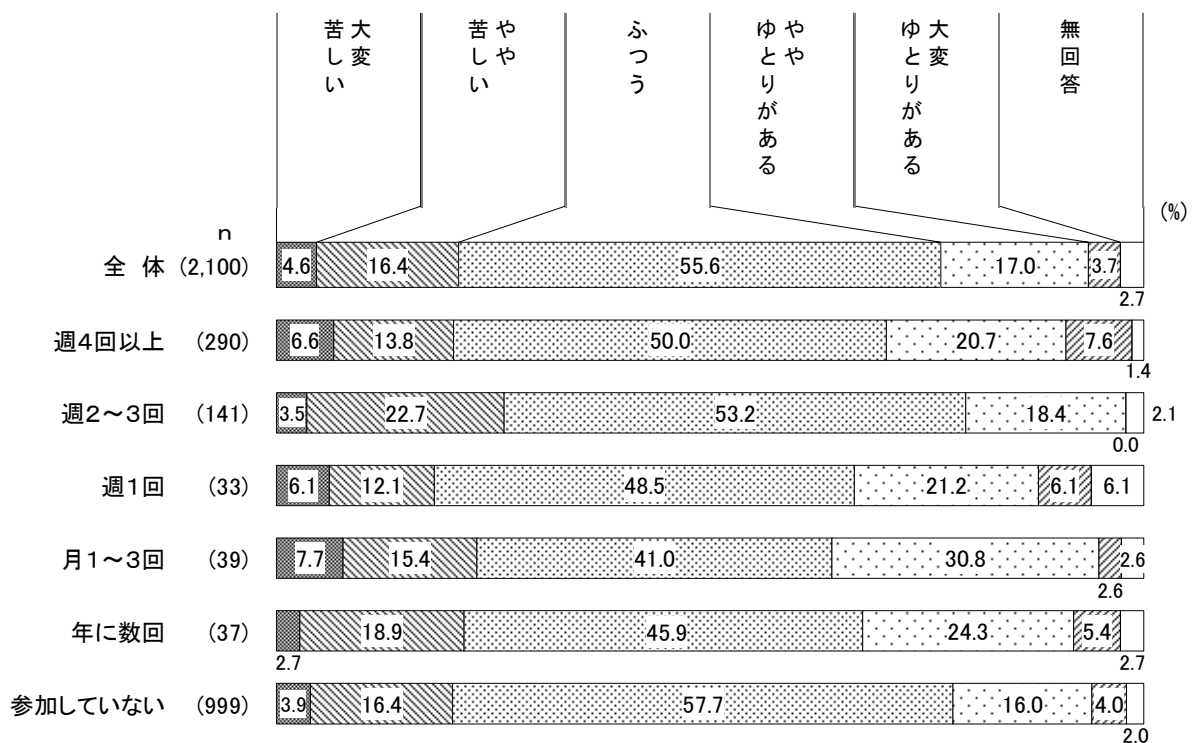 大変苦しい
やや苦しい
ふつう
ややゆとりがある
大変ゆとりがある
無回答
(%)
n
全 体 (2,100) 4.6 16.4 55.6 17.0 3.7 2.7
週4回以上 (290) 6.6 13.8 50.0 20.7 7.6 1.4
週2~3回 (141) 3.5 22.7 53.2 18.4 0.0 2.1
週1回 (33) 6.1 12.1 48.5 21.2 6.1 6.1
月1~3回 (39) 7.7 15.4 41.0 30.8 2.6 2.6
年に数回 (37) 2.7 18.9 45.9 24.3 5.4 2.7
参加していない (999) 3.9 16.4 57.7 16.0 4.0 2.0